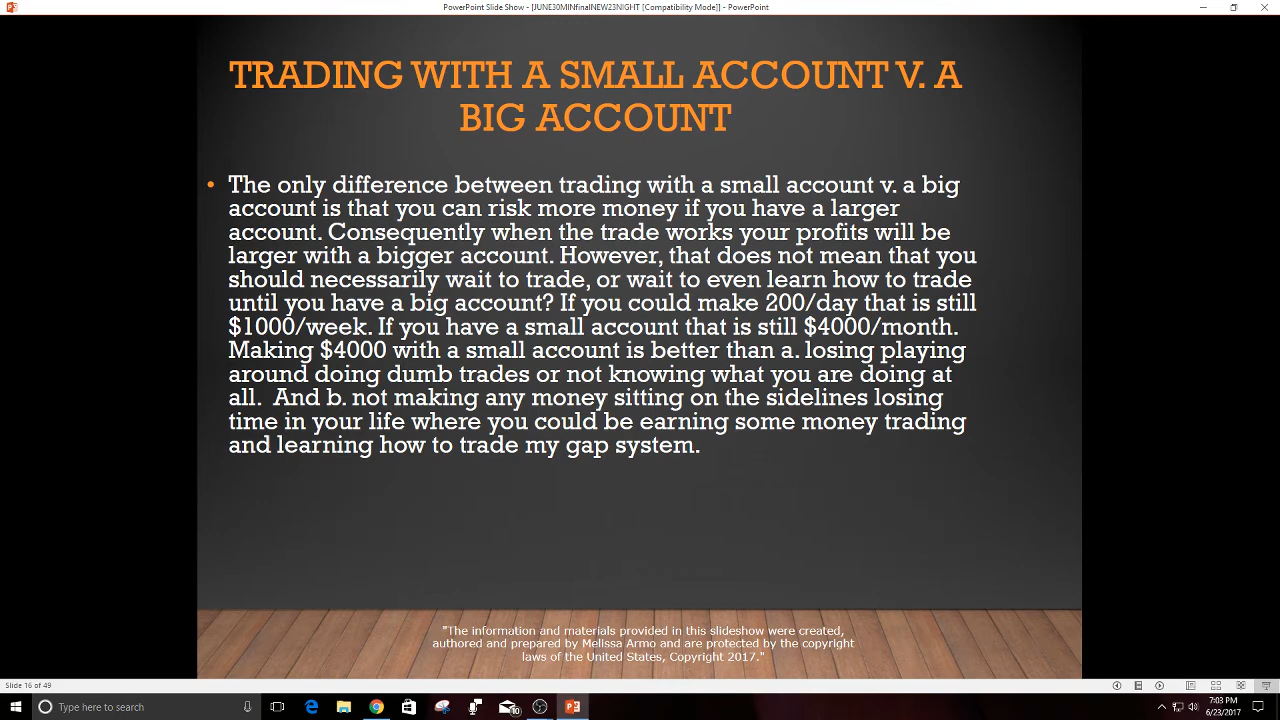 PowerPoint Slide Show - [JUNE30MINfinalNEW23NIGHT [Compatibility Mode]] - PowerPoint
TRADING WITH A SMALL ACCOUNT V. A
BIG ACCOUNT
• The only difference between trading with a small account v. a big
account is that you can risk more money if you have a larger
account. Consequently when the trade works your profits will be
larger with a bigger account. However, that does not mean that you
should necessarily wait to trade, or wait to even learn how to trade
until you have a big account? If you could make 200/day that is still
$1000/week. If you have a small account that is still $4000/month.
Making $4000 with a small account is better than a. losing playing
around doing dumb trades or not knowing what you are doing at
all.  And b. not making any money sitting on the sidelines losing
time in your life where you could be earning some money trading
and learning how to trade my gap system.
"The information and materials provided in this slideshow were created,
authored and prepared by Melissa Armo and are protected by the copyright
laws of the United States, Copyright 2017."
Slide 16 of 49
Type here to search
10
7:03 PM
6/23/2017